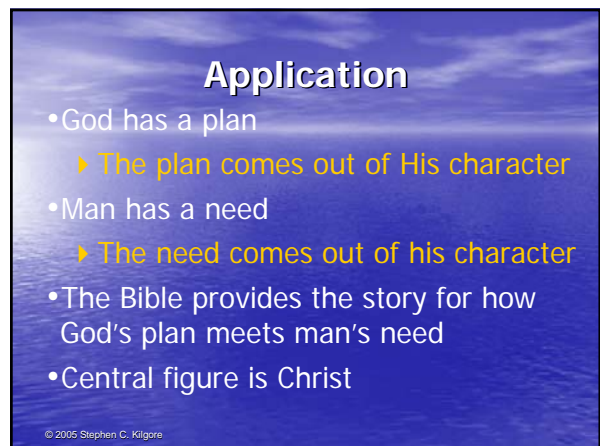 Application
•God has a plan
The plan comes out of His character
•Man has a need
The need comes out of his character
•The Bible provides the story for how
God's plan meets man's need
•Central figure is Christ
© 2005 Stephen C. Kilgore